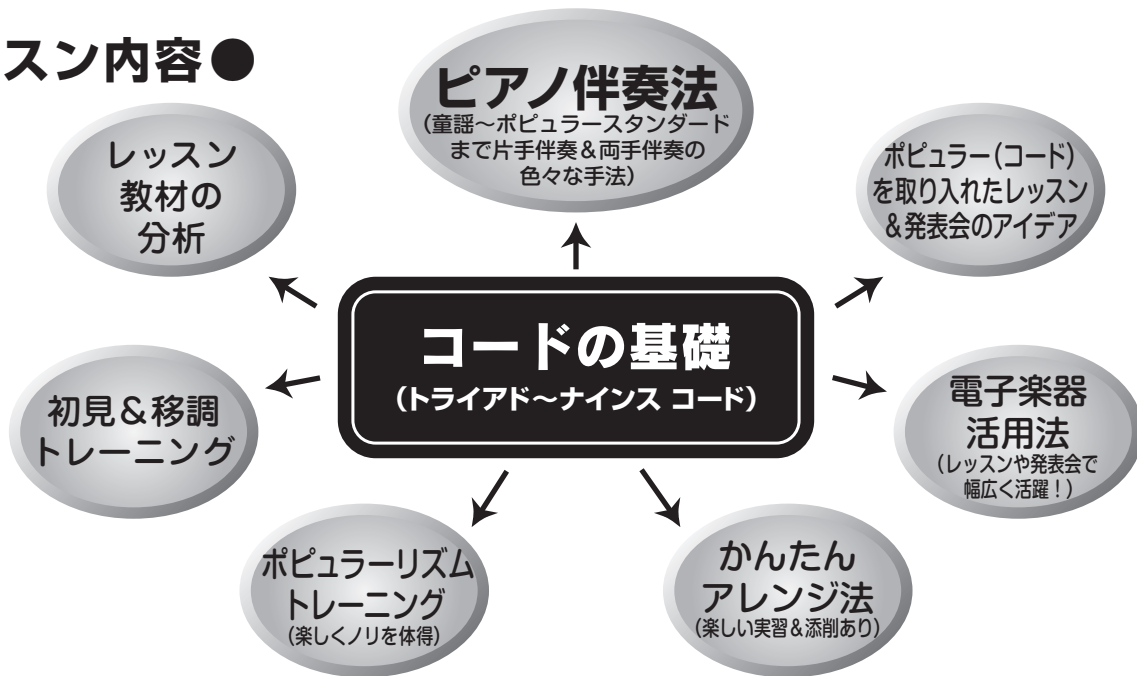 スン内容●
ピアノ伴奏法
(童謡～ポピュラースタンダード
まで片手伴奏&両手伴奏の
色々な手法)
レッスン
教材の
分析
ポピュラー(コード)
を取り入れたレッスン
&発表会のアイデア
コードの基礎
(トライアド～ナインス コード)
初見&移調
トレーニング
電子楽器
活用法
(レッスンや発表会で
幅広く活躍！)
ポピュラーリズム
トレーニング
(楽しくノリを体得)
かんたん
アレンジ法
(楽しい実習&添削あり)